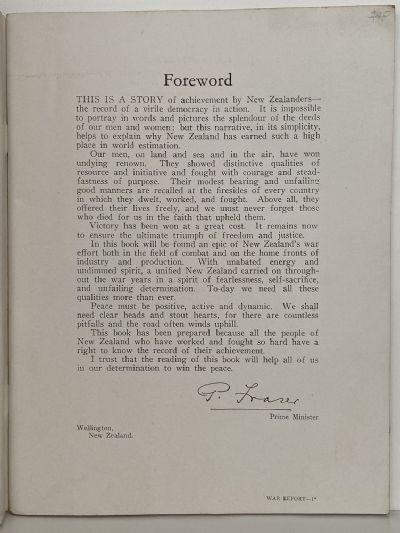 Foreword
THIS IS A STORY of achievement by New Zealanders—
the record of a virile democracy in action. It is impossible
to portray in words and pictures the splendour of the deeds
of our men and women: but this narrative, in its simplicity,
helps to explain why New Zealand has earned such a high
place in world estimation.
Our men, on land and sea and in the air, have won
undying renown. They showed distinctive qualities of
resource and initiative and fought with courage and stead-
fastness of purpose. Their modest bearing and unfailing
good manners are recalled at the firesides of every country
in which they dwelt, worked, and fought. Above all, they
offered their lives freely, and we must never forget those
who died for us in the faith that upheld them.
Victory has been won at a great cost. It remains now
to ensure the ultimate triumph of freedom and justice.
In this book will be found an epic of New Zealand's war
effort both in the field of combat and on the home fronts of
industry and production. With unabated energy and
undimmed spirit, a unified New Zealand carried on through-
out the war years in a spirit of fearlessness, self-sacrifice,
and unfailing determination. To-day we need all these
qualities more than ever.
Peace must be positive, active and dynamic. We shall
need clear heads and stout hearts, for there are countless
pitfalls and the road often winds uphill.
This book has been prepared because all the people of
New Zealand who have worked and fought so hard have a
right to know the record of their achievement.
I trust that the reading of this book will help all of us
in our determination to win the peace.
P. Fraser
Prime Minister
Wellington,
New Zealand.
WAR REPORT—1*